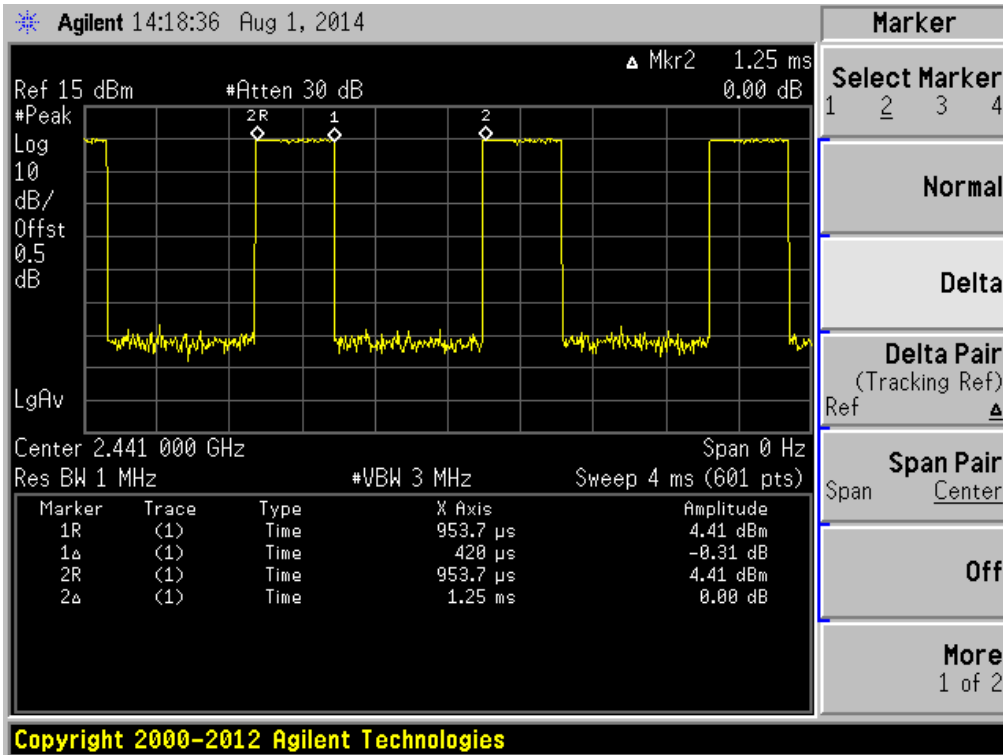 Agilent 14:18:36 Aug 1, 2014
Δ Mkr2 1.25 ms
Ref 15 dBm #Atten 30 dB 0.00 dB
#Peak
Log
10
dB/
Offst
0.5
dB
LgAv
2R 1 2
Center 2.441 000 GHz Span 0 Hz
Res BW 1 MHz #VBW 3 MHz Sweep 4 ms (601 pts)
Marker Trace Type X Axis Amplitude
1R (1) Time 953.7 µs 4.41 dBm
1Δ (1) Time 420 µs -0.31 dB
2R (1) Time 953.7 µs 4.41 dBm
2Δ (1) Time 1.25 ms 0.00 dB
Marker
Select Marker
1 2 3 4
Normal
Delta
Delta Pair
(Tracking Ref)
Ref Δ
Span Pair
Span Center
Off
More
1 of 2
Copyright 2000-2012 Agilent Technologies